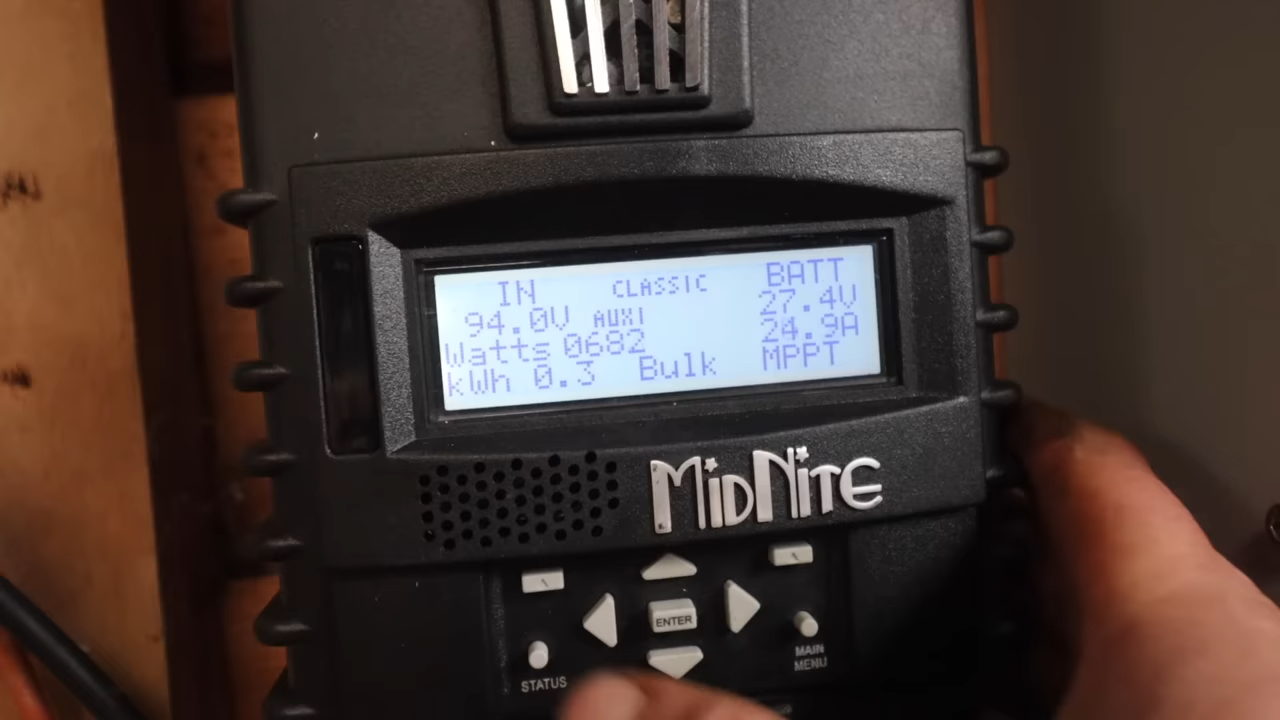 IN CLASSIC BATT
94.0V AUX1 27.4V
Watts 0682 24.9A
kWh 0.3 Bulk MPPT
MIDNITE
ENTER
STATUS
MAIN
MENU